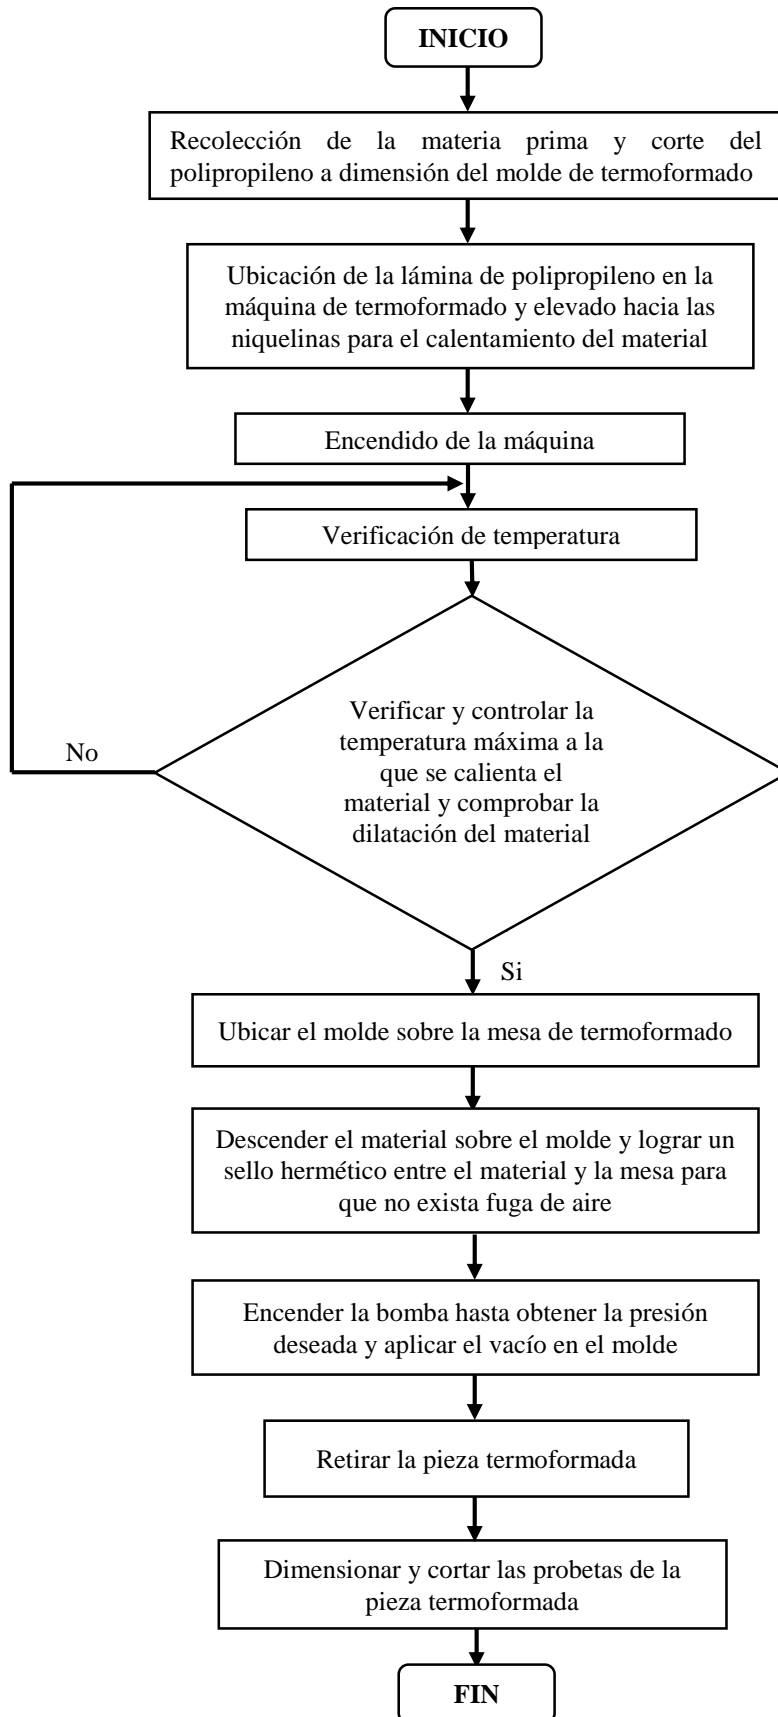 INICIO
Recolección de la materia prima y corte del
polipropileno a dimensión del molde de termoformado
Ubicación de la lámina de polipropileno en la
máquina de termoformado y elevado hacia las
niquelinas para el calentamiento del material
Encendido de la máquina
Verificación de temperatura
Verificar y controlar la
temperatura máxima a la
que se calienta el
material y comprobar la
dilatación del material
No
Si
Ubicar el molde sobre la mesa de termoformado
Descender el material sobre el molde y lograr un
sello hermético entre el material y la mesa para
que no exista fuga de aire
Encender la bomba hasta obtener la presión
deseada y aplicar el vacío en el molde
Retirar la pieza termoformada
Dimensionar y cortar las probetas de la
pieza termoformada
FIN